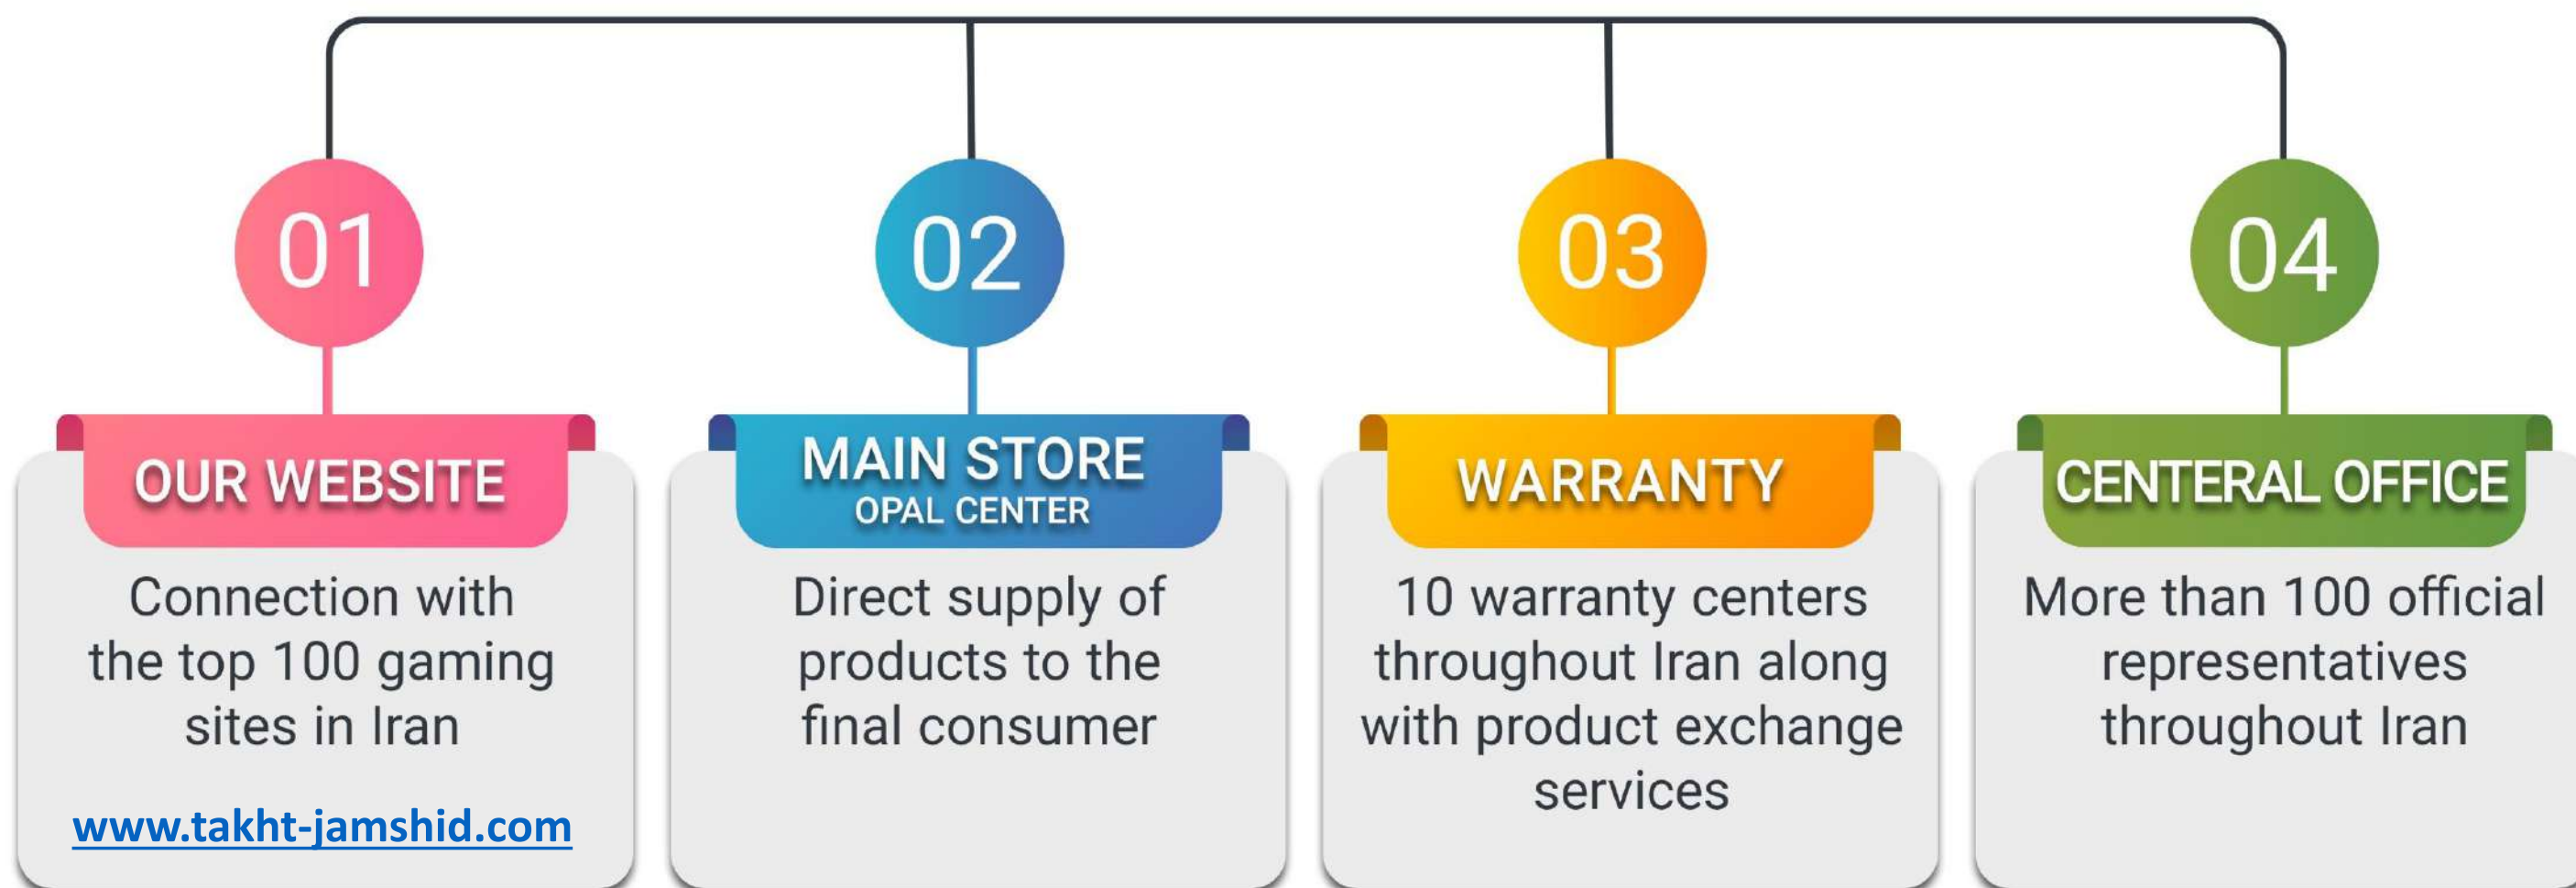 01
OUR WEBSITE
Connection with
the top 100 gaming
sites in Iran
www.takht-jamshid.com
02
MAIN STORE
OPAL CENTER
Direct supply of
products to the
final consumer
03
WARRANTY
10 warranty centers
throughout Iran along
with product exchange
services
04
CENTERAL OFFICE
More than 100 official
representatives
throughout Iran